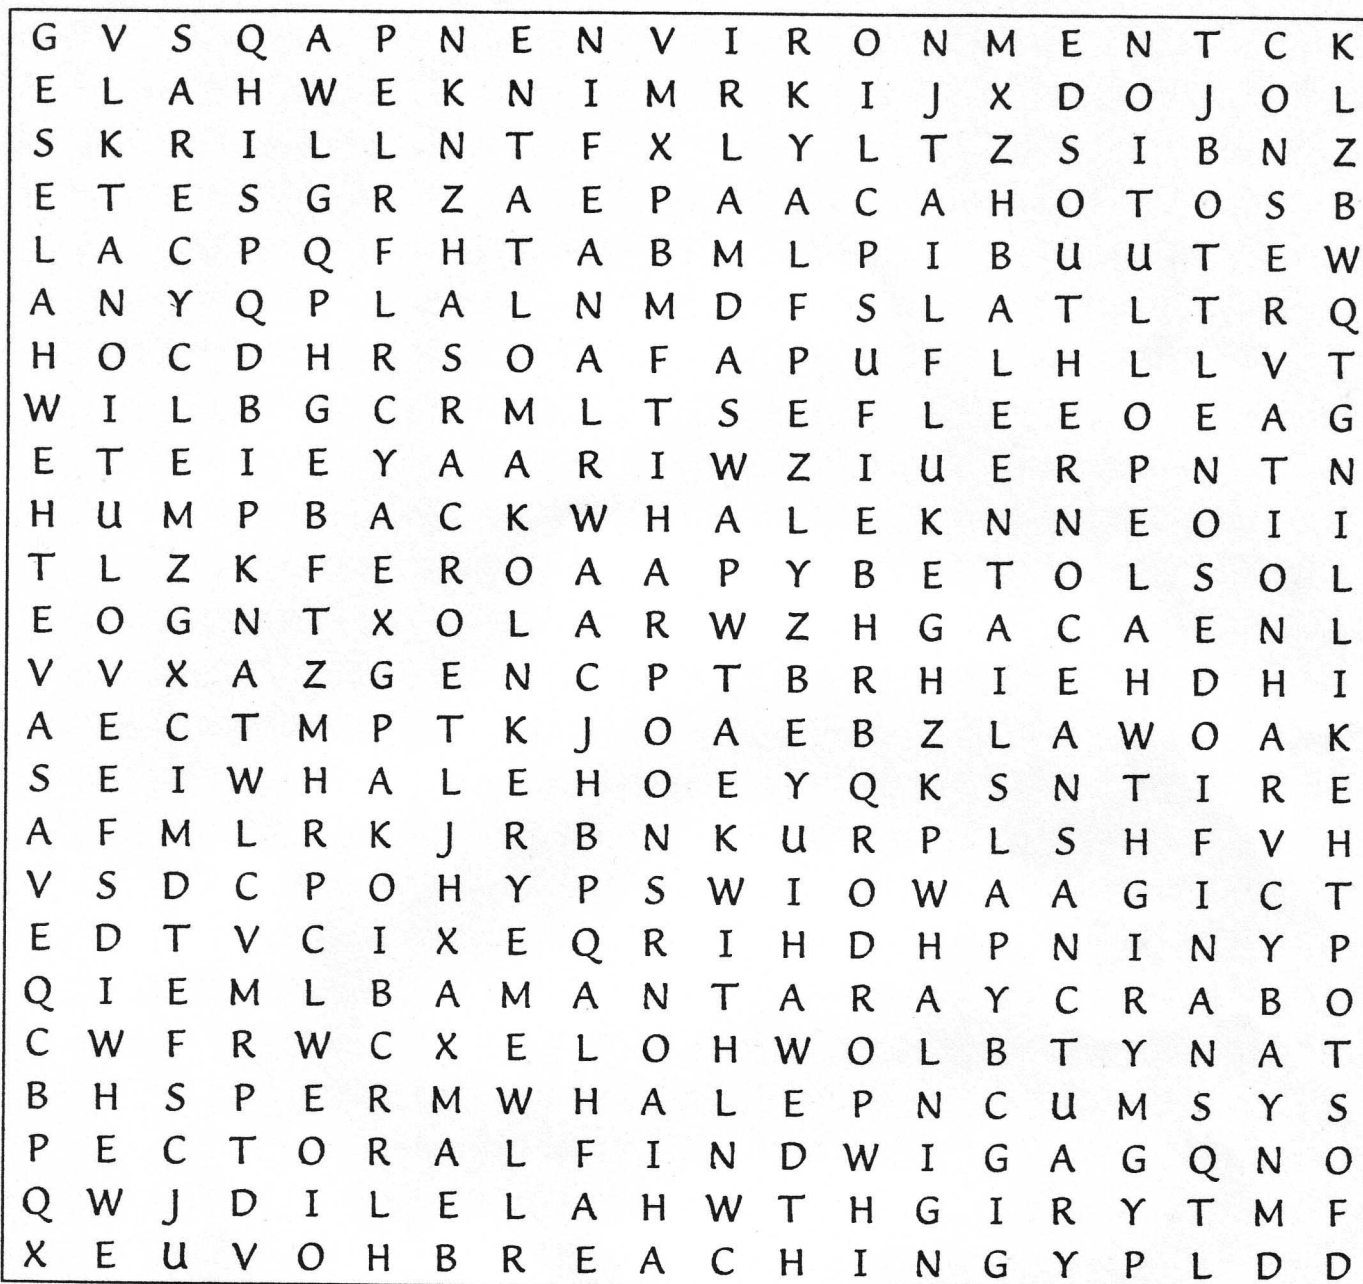 G V S Q A P N E N V I R O N M E N T C K
E L A H W E K N I M R K I J X D O J O L
S K R I L L N T F X L Y L T Z S I B N Z
E T E S G R Z A E P A A C A H O T O S B
L A C P Q F H T A B M L P I B U U T E W
A N Y Q P L A L N M D F S L A T L T R Q
H O C D H R S O A F A P U F L H L L V T
W I L B G C R M L T S E F L E E O E A G
E T E I E Y A A R I W Z I U E R P N T N
H U M P B A C K W H A L E K N N E O I I
T L Z K F E R O A A P Y B E T O L S O L
E O G N T X O L A R W Z H G A C A E N L
V V X A Z G E N C P T B R H I E H D H I
A E C T M P T K J O A E B Z L A W O A K
S E I W H A L E H O E Y Q K S N T I R E
A F M L R K J R B N K U R P L S H F V H
V S D C P O H Y P S W I O W A A G I C T
E D T V C I X E Q R I H D H P N I N Y P
Q I E M L B A M A N T A R A Y C R A B O
C W F R W C X E L O H W O L B T Y N A T
B H S P E R M W H A L E P N C U M S Y S
P E C T O R A L F I N D W I G A G Q N O
Q W J D I L E L A H W T H G I R Y T M F
X E U V O H B R E A C H I N G Y P L D D